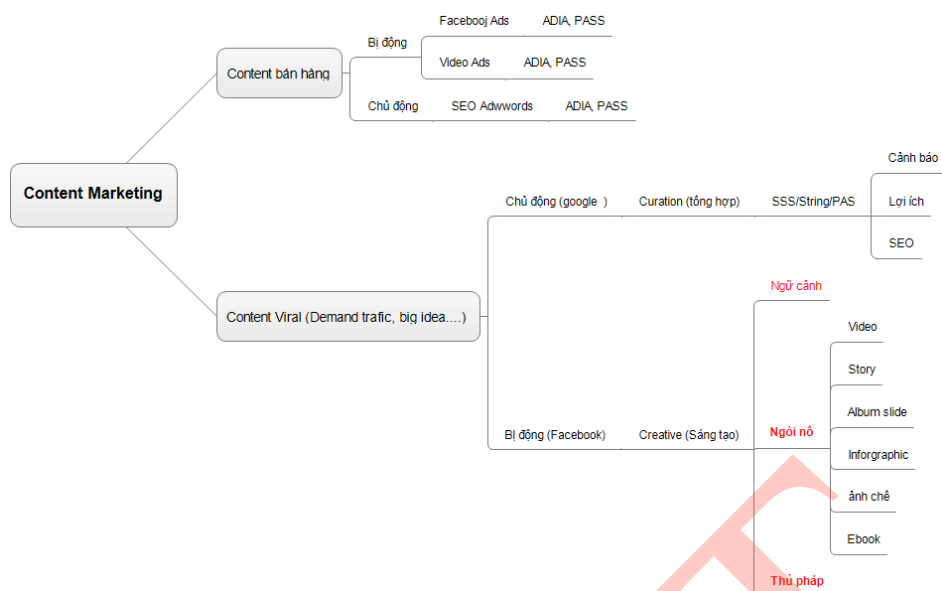 Content Marketing
Content bán hàng
Bị động
Facebooj Ads
ADIA, PASS
Video Ads
ADIA, PASS
Chủ động
SEO Adwwords
ADIA, PASS
Content Viral (Demand trafic, big idea....)
Chủ động (google )
Curation (tổng hợp)
SSS/String/PAS
Cảnh báo
Lợi ích
SEO
Bị động (Facebook)
Creative (Sáng tạo)
Ngữ cảnh
Ngòi nô
Video
Story
Album slide
Inforgraphic
ảnh chế
Ebook
Thủ pháp